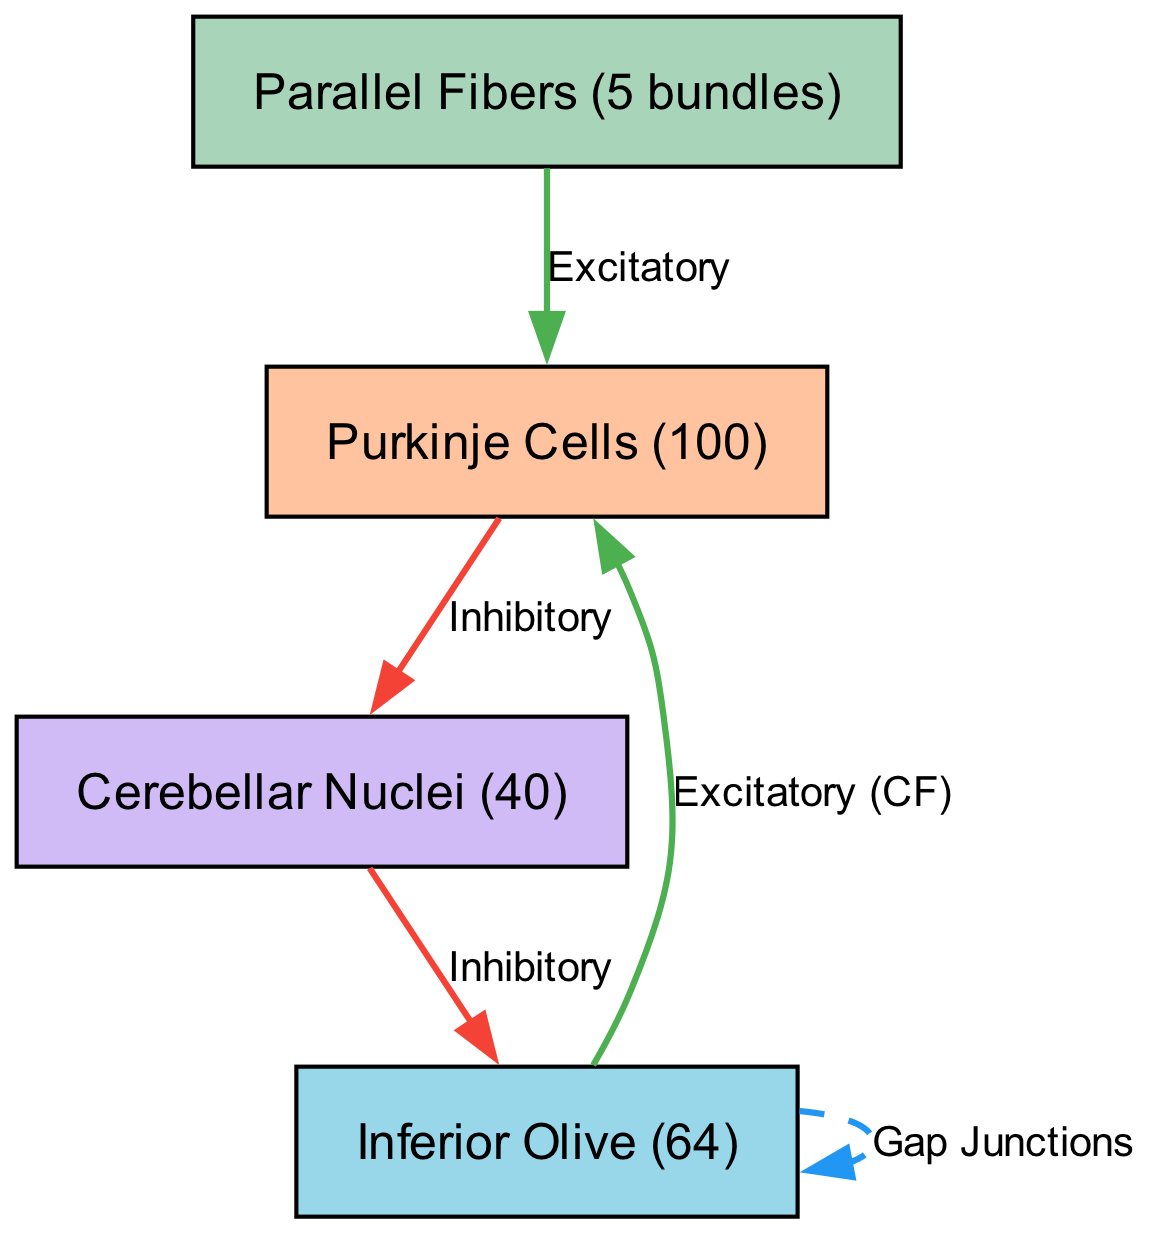 Parallel Fibers (5 bundles)
Excitatory
Purkinje Cells (100)
Inhibitory
Cerebellar Nuclei (40)
Excitatory (CF)
Inhibitory
Inferior Olive (64)
Gap Junctions